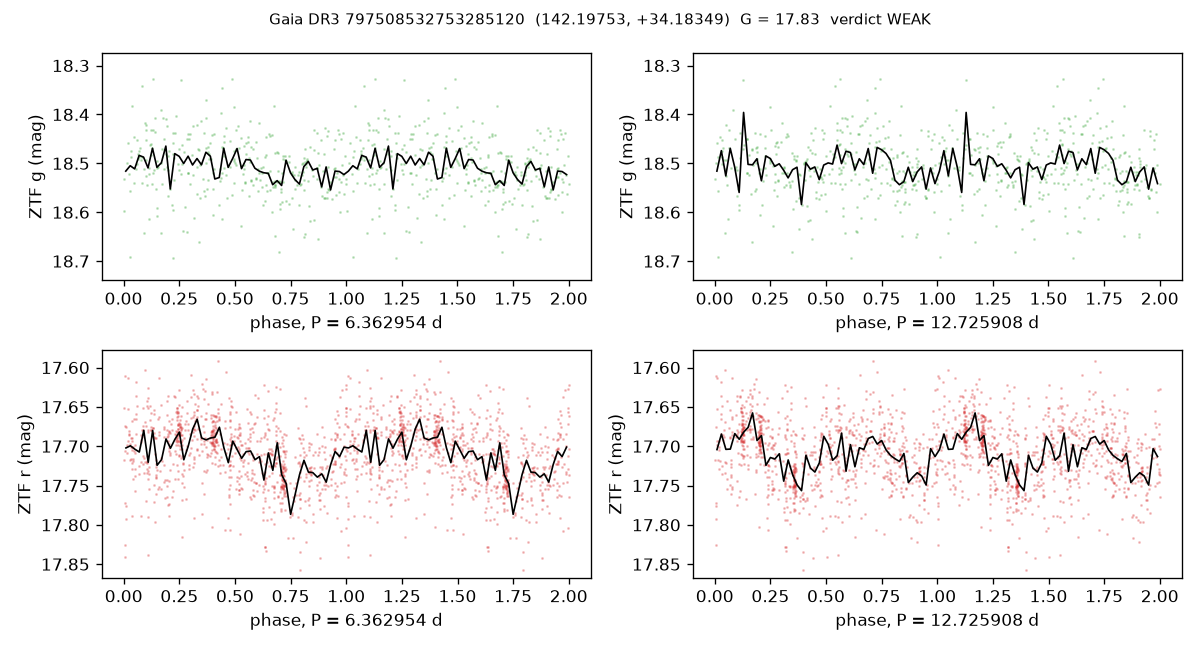 Gaia DR3 797508532753285120  (142.19753, +34.18349)  G = 17.83  verdict WEAK
ZTF g (mag)
18.3
18.4
18.5
18.6
18.7
0.00 0.25 0.50 0.75 1.00 1.25 1.50 1.75 2.00
phase, P = 6.362954 d
ZTF g (mag)
18.3
18.4
18.5
18.6
18.7
0.00 0.25 0.50 0.75 1.00 1.25 1.50 1.75 2.00
phase, P = 12.725908 d
ZTF r (mag)
17.60
17.65
17.70
17.75
17.80
17.85
0.00 0.25 0.50 0.75 1.00 1.25 1.50 1.75 2.00
phase, P = 6.362954 d
ZTF r (mag)
17.60
17.65
17.70
17.75
17.80
17.85
0.00 0.25 0.50 0.75 1.00 1.25 1.50 1.75 2.00
phase, P = 12.725908 d